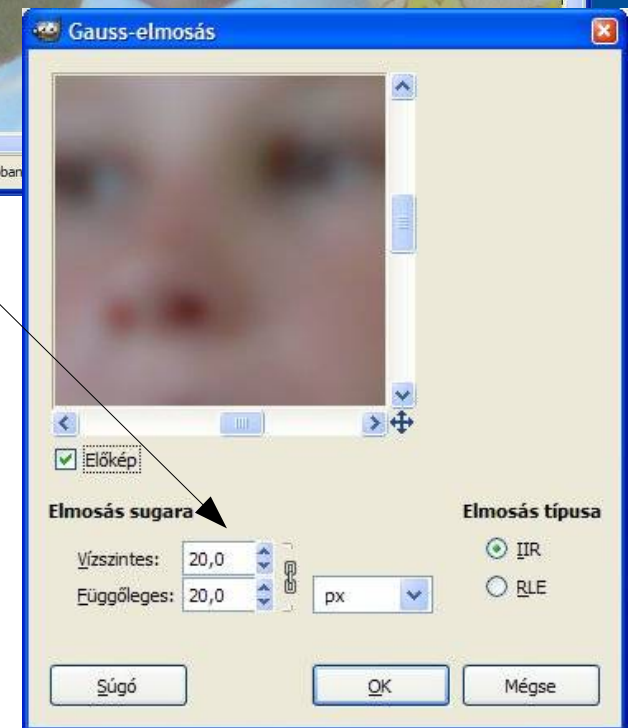 Gauss-elmosás
ban
Előkép
Elmosás sugara
Elmosás típusa
Vízszintes: 20,0
IIR
Függőleges: 20,0
px
RLE
Súgó
OK
Mégse